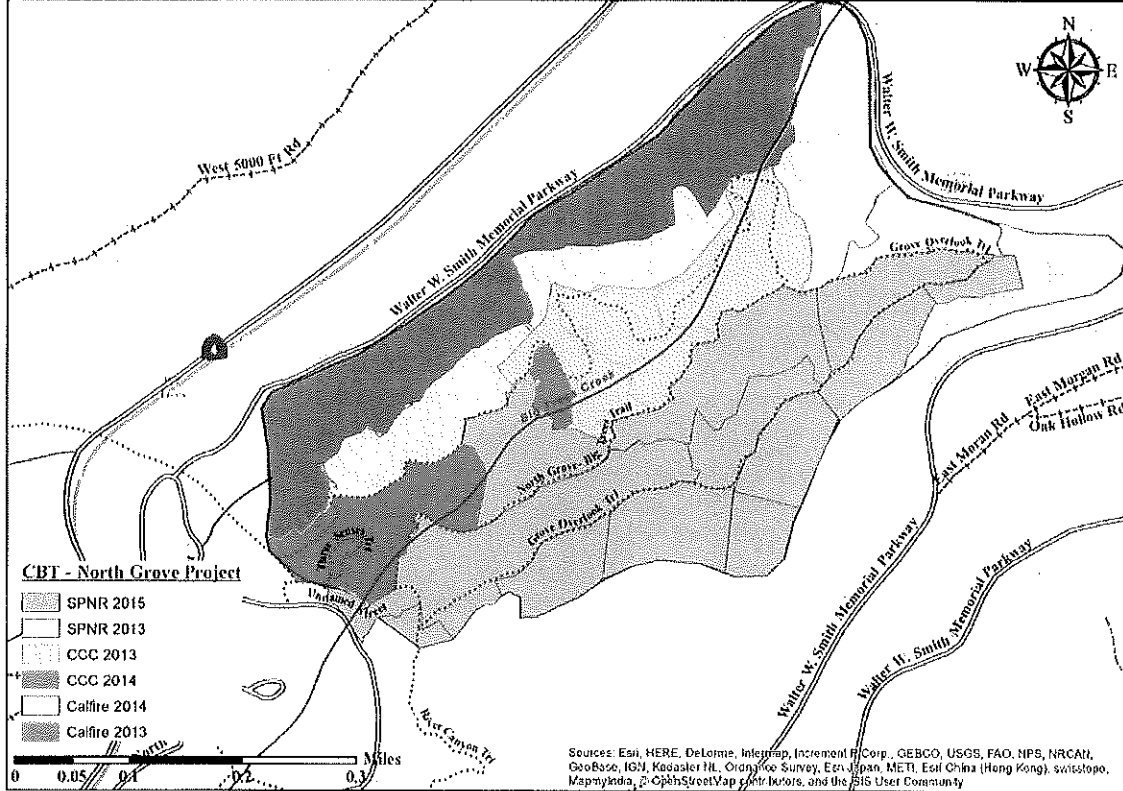 N
W E
S
West 5000 Ft Rd
Walter W. Smith Memorial Parkway
Walter W. Smith Memorial Parkway
Grove Overlook Trl
East Morgan Rd
Oak Hollow Rd
East Moran Rd
Creek
North Grove-Big Trees Trail
Grove Overlook Trl
Three Senses Trl
Unnamed Street
Walter W. Smith Memorial Parkway
Walter W. Smith Memorial Parkway
River Canyon Trl
CBT - North Grove Project
SPNR 2015
SPNR 2013
CCC 2013
CCC 2014
Calfire 2014
Calfire 2013
North
Miles
0 0.05 0.1 0.2 0.3
Sources: Esri, HERE, DeLorme, Intermap, Increment P Corp., GEBCO, USGS, FAO, NPS, NRCAN,
GeoBase, IGN, Kadaster NL, Ordnance Survey, Esri Japan, METI, Esri China (Hong Kong), swisstopo,
MapmyIndia, © OpenStreetMap contributors, and the GIS User Community